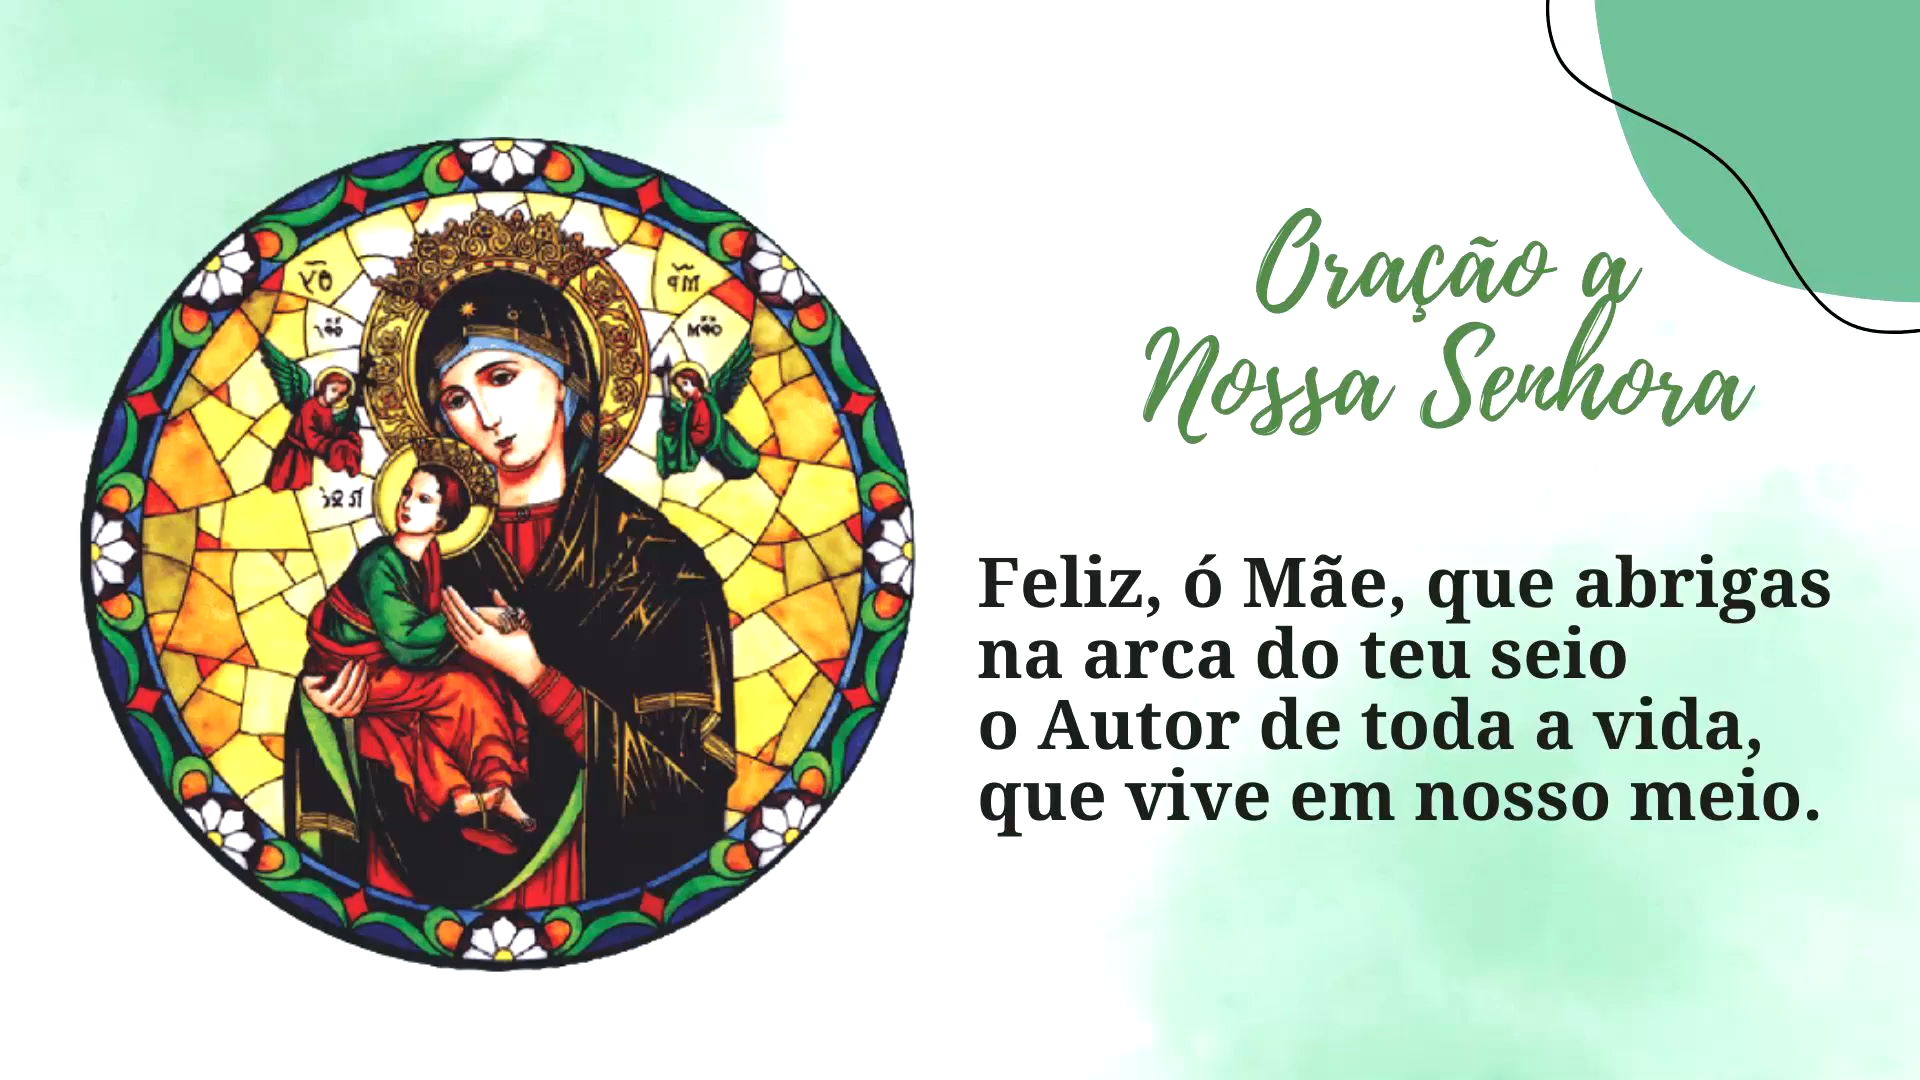 Oração a
Nossa Senhora
Feliz, ó Mãe, que abrigas
na arca do teu seio
o Autor de toda a vida,
que vive em nosso meio.